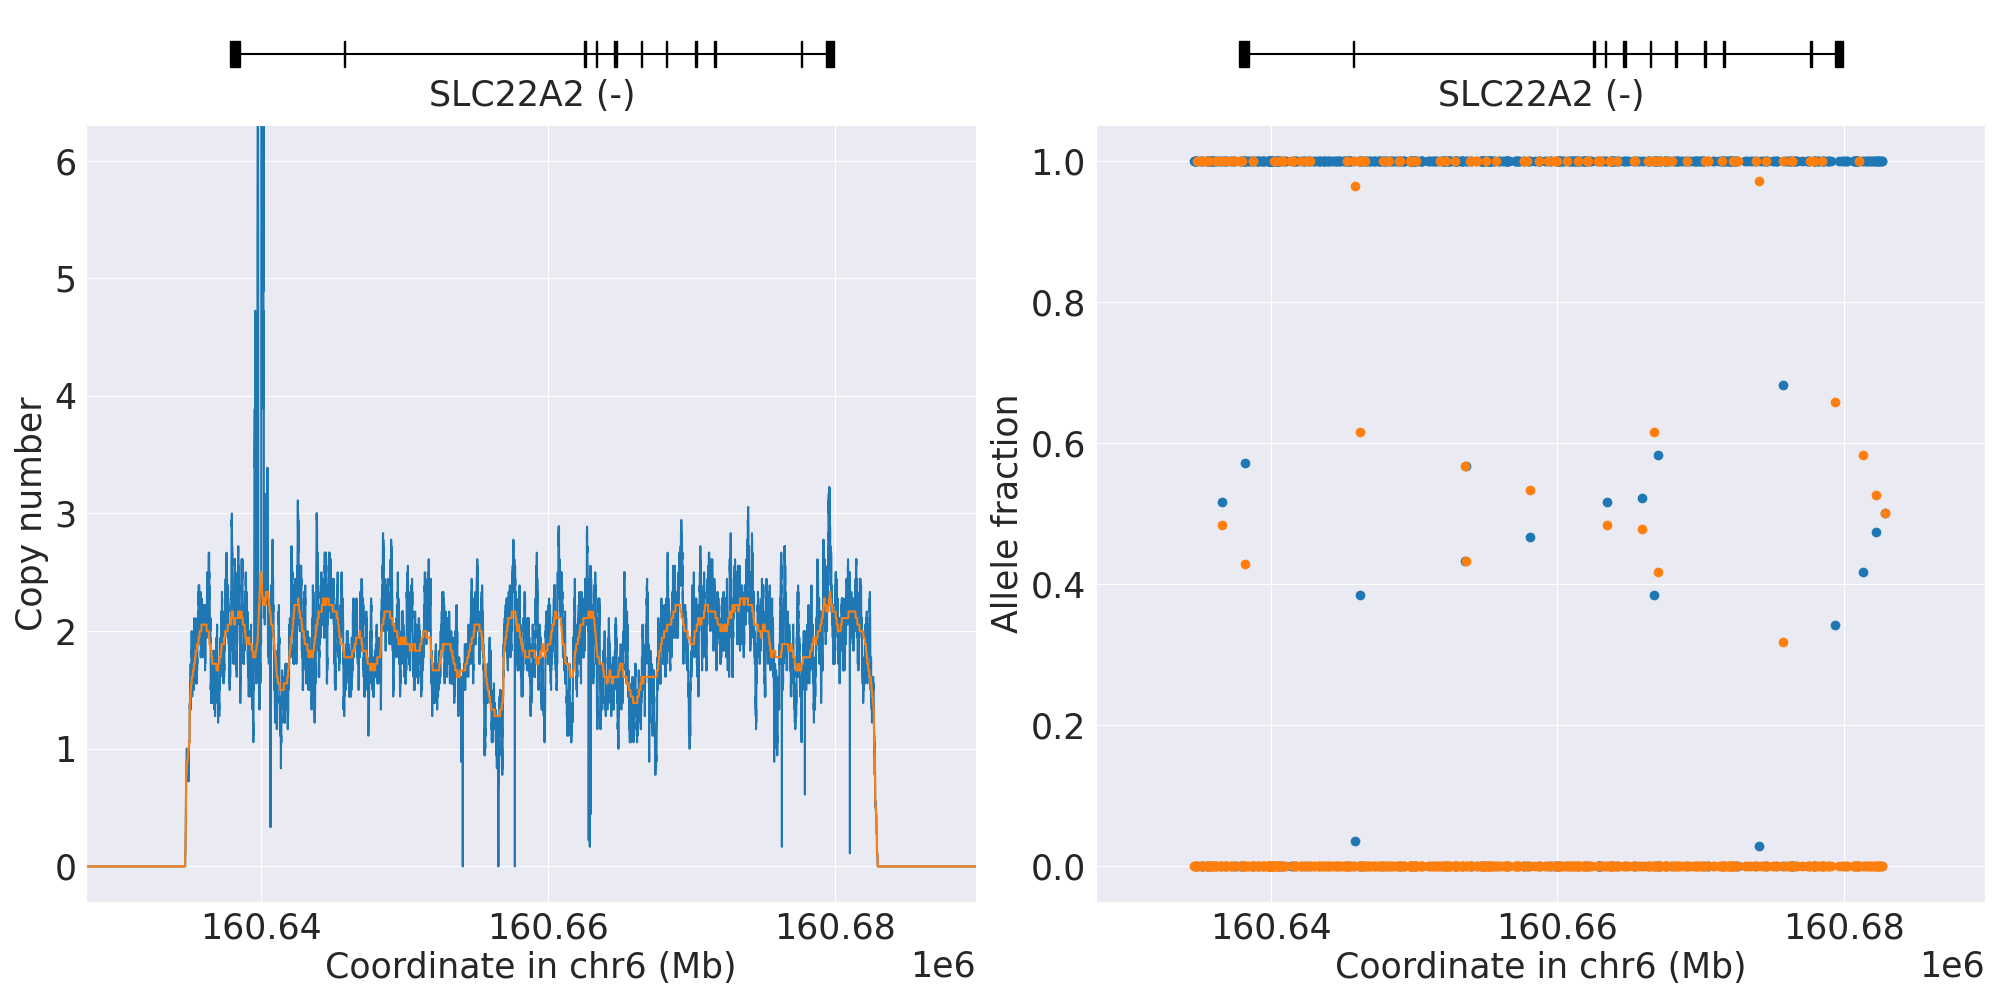 SLC22A2 (-)
Copy number
6
5
4
3
2
1
0
160.64
160.66
160.68
Coordinate in chr6 (Mb)
1e6
SLC22A2 (-)
Allele fraction
1.0
0.8
0.6
0.4
0.2
0.0
160.64
160.66
160.68
Coordinate in chr6 (Mb)
1e6